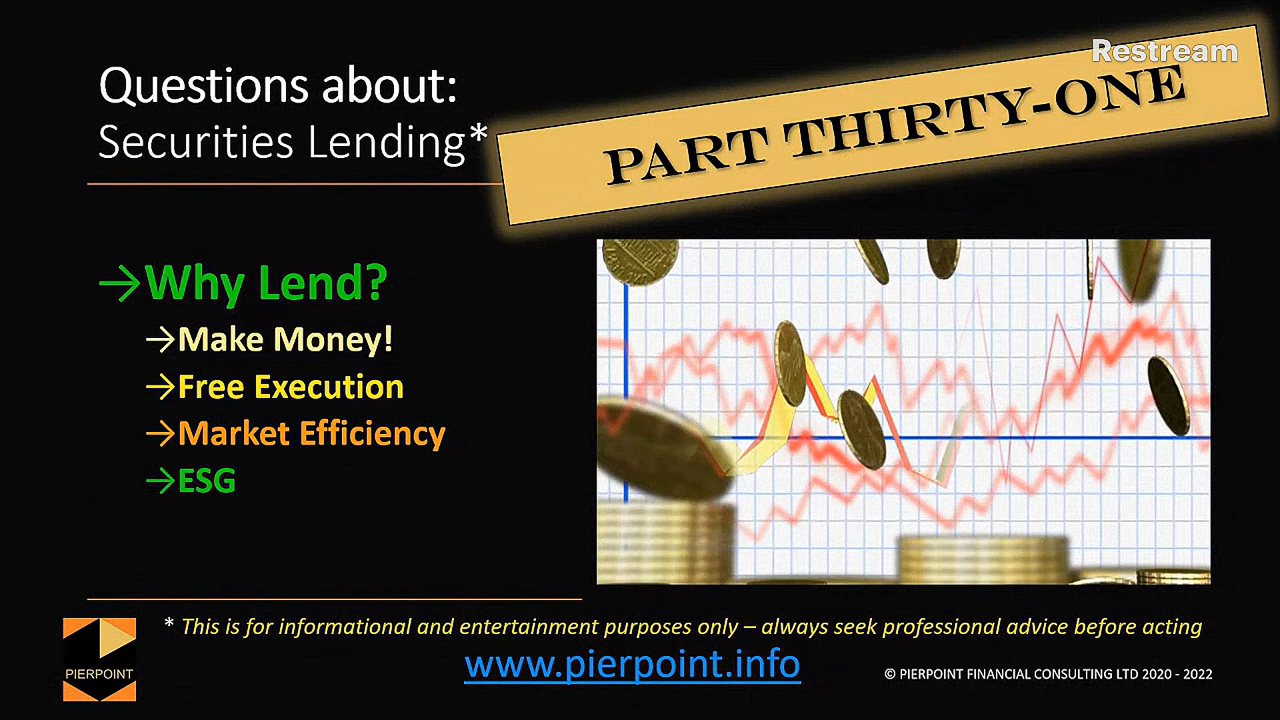 Restream
Questions about:
Securities Lending*
PART THIRTY-ONE
→Why Lend?
→Make Money!
→Free Execution
→Market Efficiency
→ESG
* This is for informational and entertainment purposes only – always seek professional advice before acting
PIERPOINT
www.pierpoint.info
© PIERPOINT FINANCIAL CONSULTING LTD 2020 - 2022